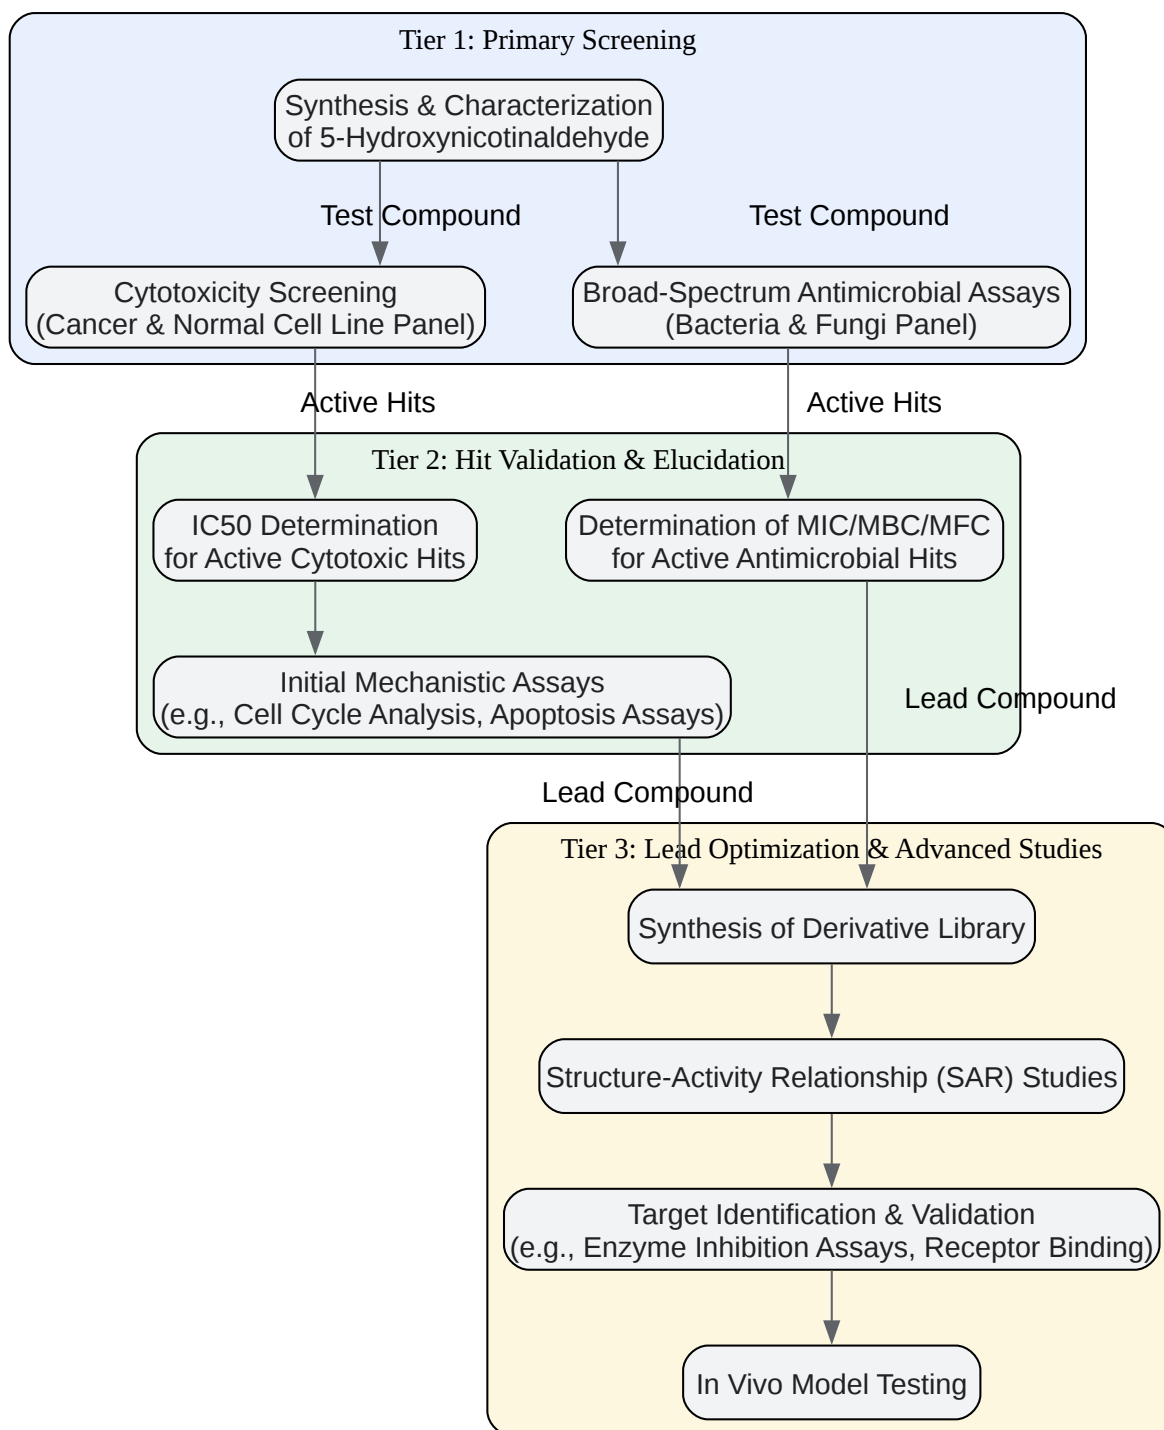 Tier 1: Primary Screening
Synthesis & Characterization
of 5-Hydroxynicotinaldehyde
Test Compound
Test Compound
Cytotoxicity Screening
(Cancer & Normal Cell Line Panel)
Broad-Spectrum Antimicrobial Assays
(Bacteria & Fungi Panel)
Active Hits
Active Hits
Tier 2: Hit Validation & Elucidation
IC50 Determination
for Active Cytotoxic Hits
Determination of MIC/MBC/MFC
for Active Antimicrobial Hits
Initial Mechanistic Assays
(e.g., Cell Cycle Analysis, Apoptosis Assays)
Lead Compound
Lead Compound
Tier 3: Lead Optimization & Advanced Studies
Synthesis of Derivative Library
Structure-Activity Relationship (SAR) Studies
Target Identification & Validation
(e.g., Enzyme Inhibition Assays, Receptor Binding)
In Vivo Model Testing